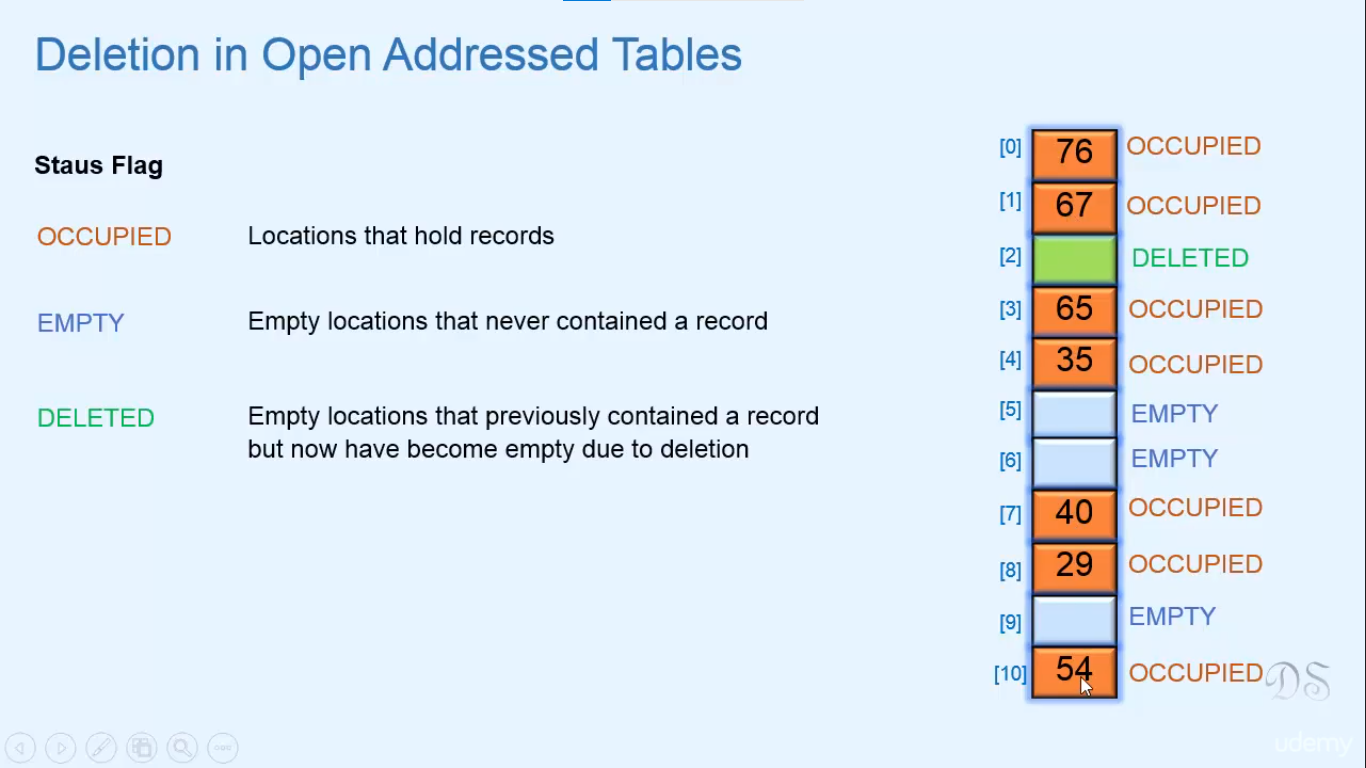 Deletion in Open Addressed Tables
Staus Flag
OCCUPIED Locations that hold records
EMPTY Empty locations that never contained a record
DELETED Empty locations that previously contained a record
but now have become empty due to deletion
[0] 76 OCCUPIED
[1] 67 OCCUPIED
[2] DELETED
[3] 65 OCCUPIED
[4] 35 OCCUPIED
[5] EMPTY
[6] EMPTY
[7] 40 OCCUPIED
[8] 29 OCCUPIED
[9] EMPTY
[10] 54 OCCUPIED
DS
udemy